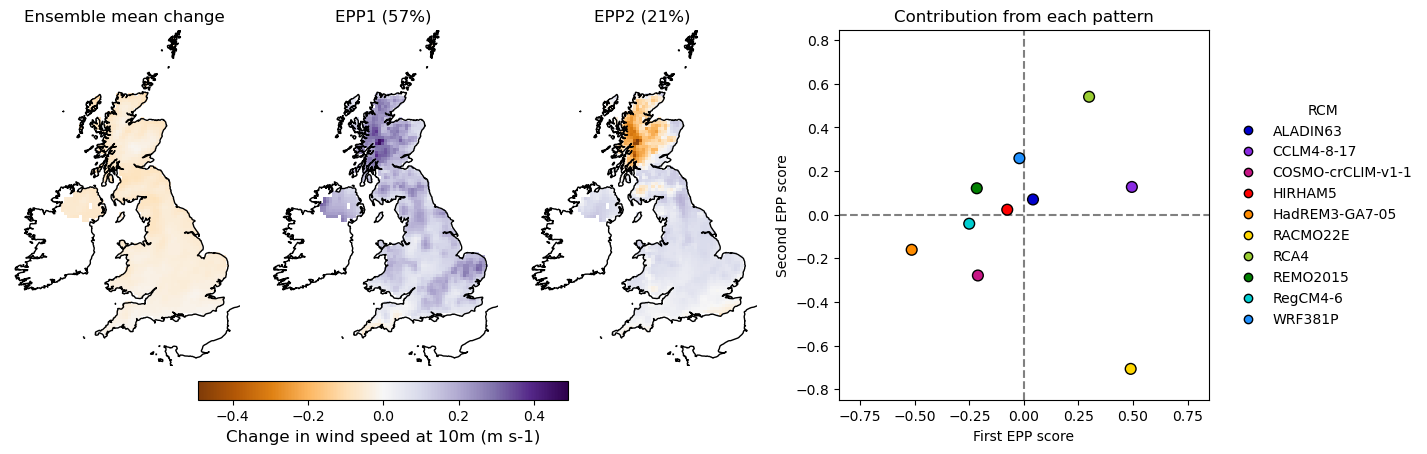 Ensemble mean change
EPP1 (57%)
EPP2 (21%)
Contribution from each pattern
0.8
0.6
0.4
0.2
0.0
−0.2
−0.4
−0.6
−0.8
Second EPP score
−0.75
−0.50
−0.25
0.00
0.25
0.50
0.75
First EPP score
RCM
ALADIN63
CCLM4-8-17
COSMO-crCLIM-v1-1
HIRHAM5
HadREM3-GA7-05
RACMO22E
RCA4
REMO2015
RegCM4-6
WRF381P
−0.4
−0.2
0.0
0.2
0.4
Change in wind speed at 10m (m s-1)